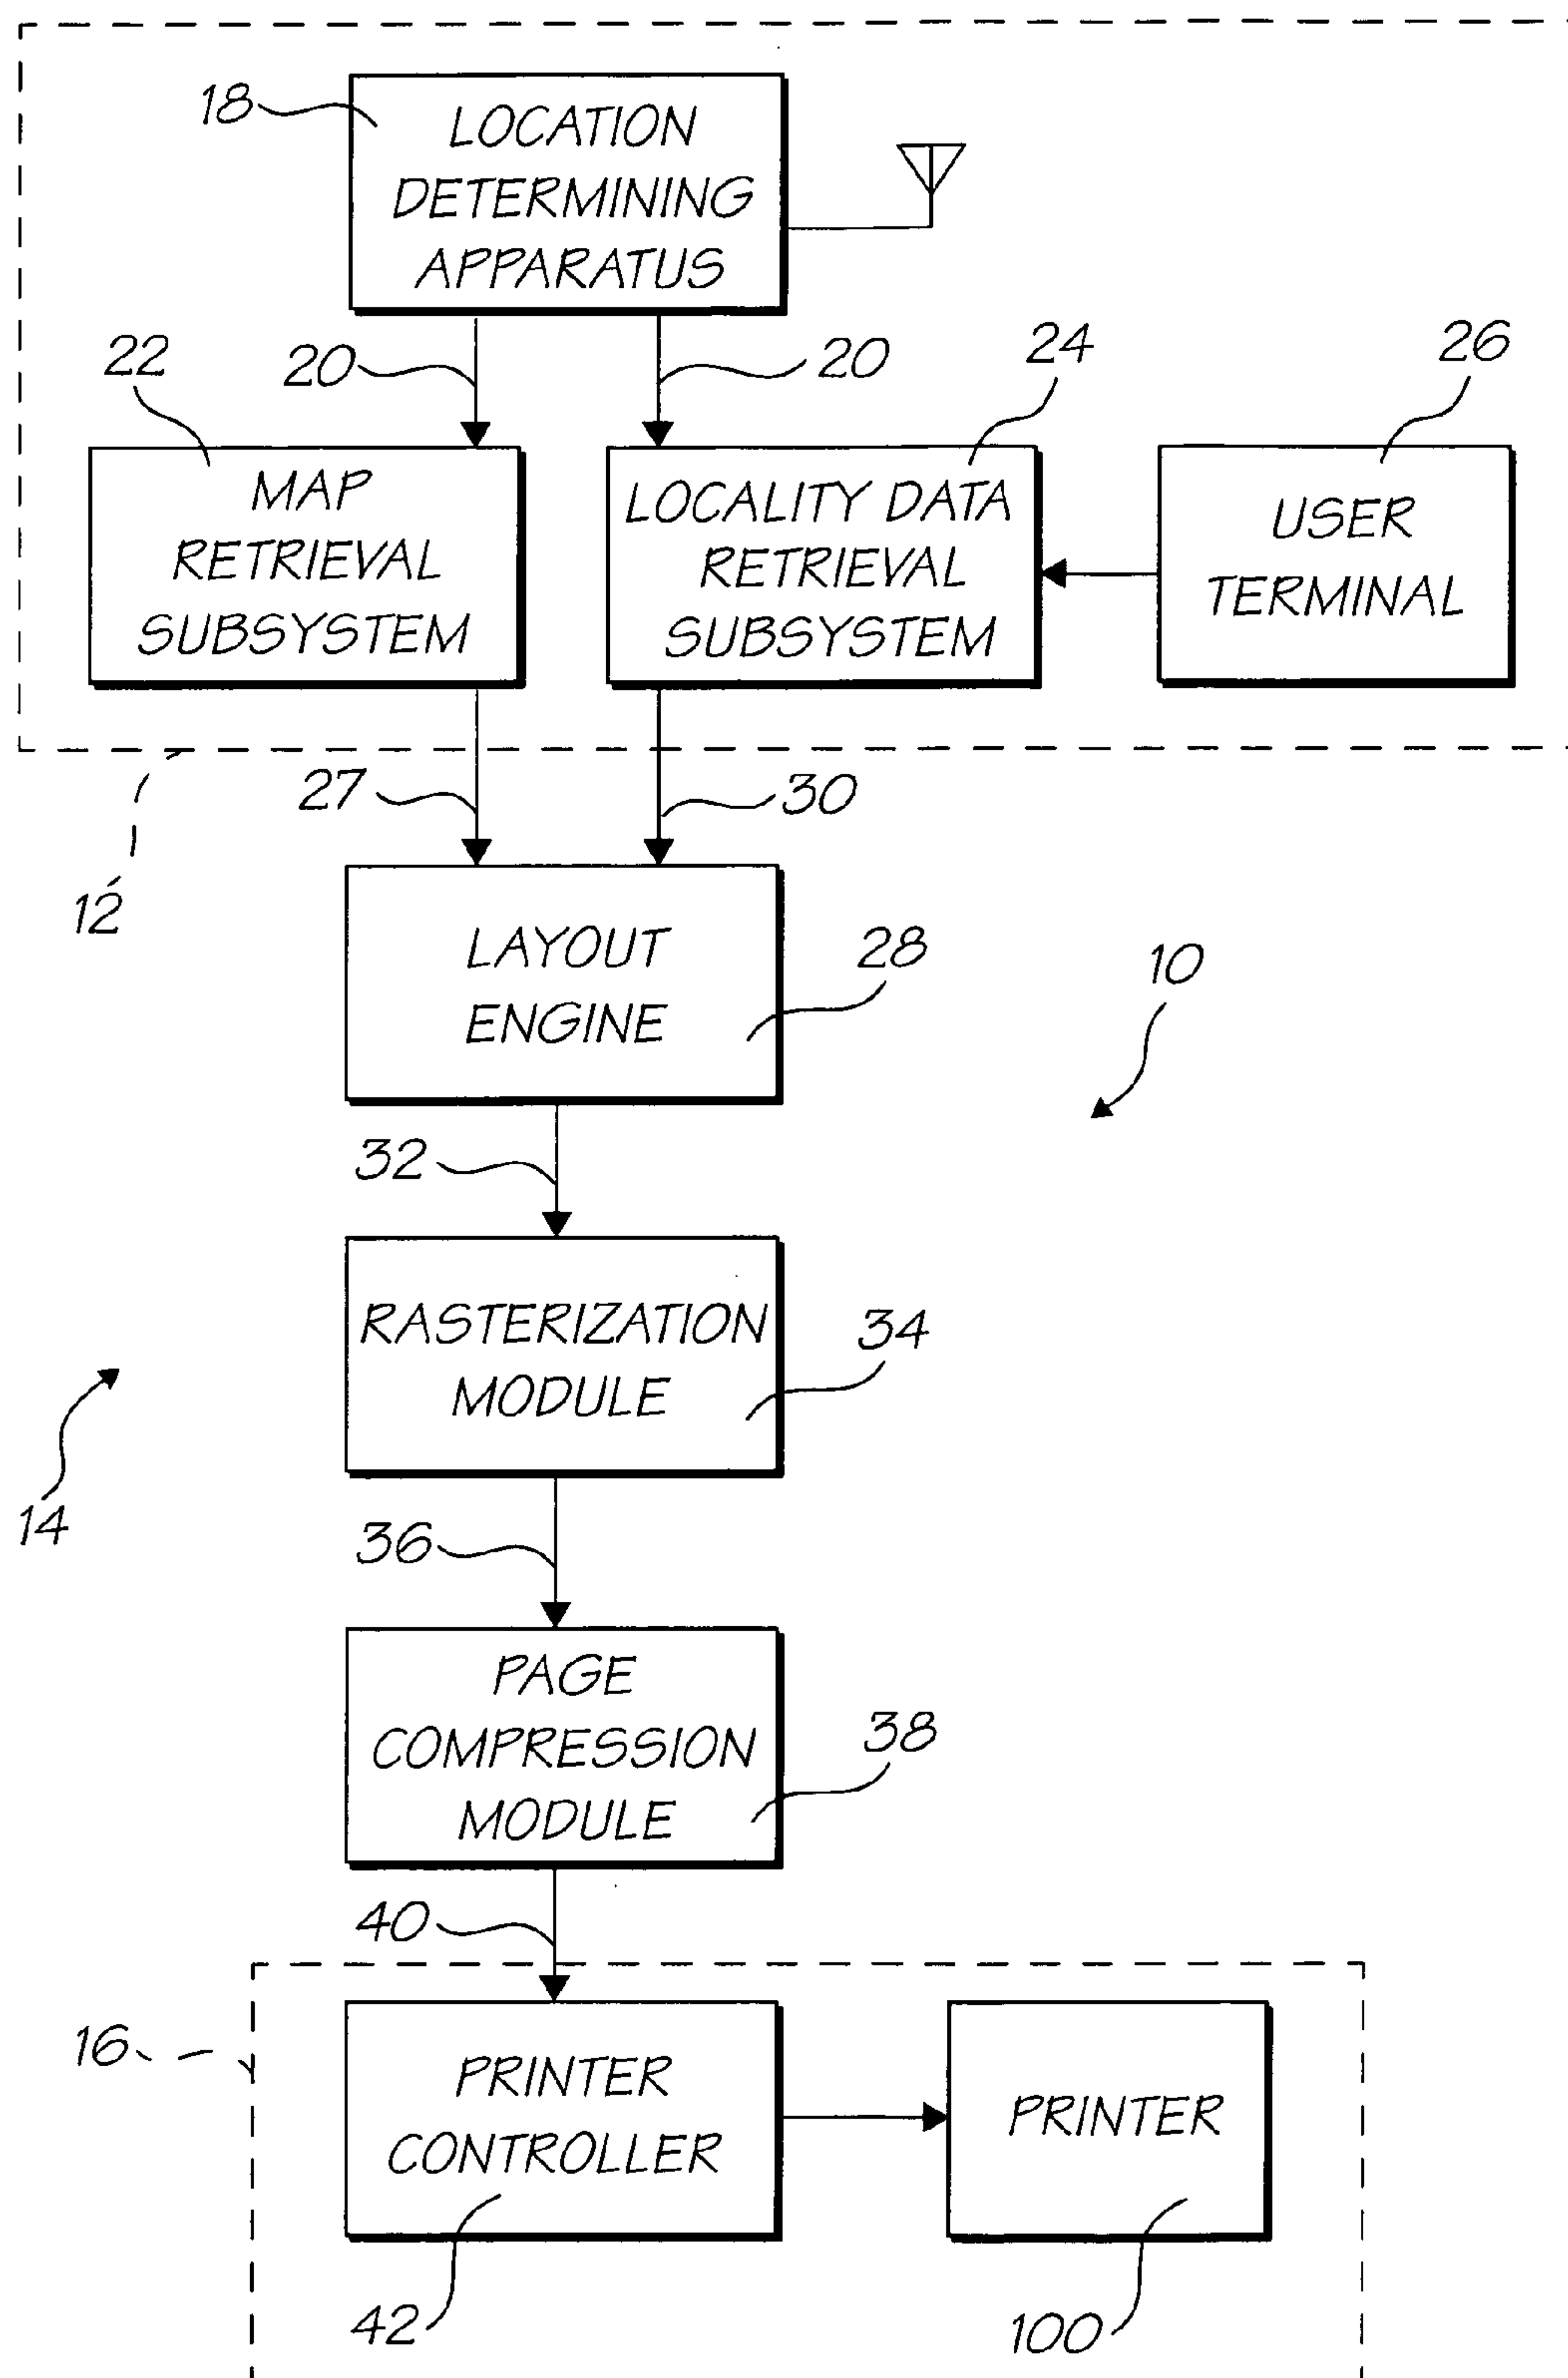 18
LOCATION
DETERMINING
APPARATUS
22
20
20
24
26
MAP
RETRIEVAL
SUBSYSTEM
LOCALITY DATA
RETRIEVAL
SUBSYSTEM
USER
TERMINAL
27
30
12
LAYOUT
ENGINE
28
10
32
RASTERIZATION
MODULE
34
14
36
PAGE
COMPRESSION
MODULE
38
40
16
PRINTER
CONTROLLER
PRINTER
42
100